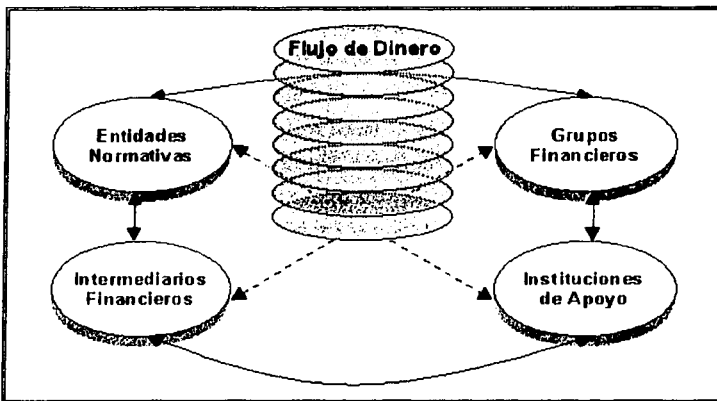 Flujo de Dinero
Entidades
Normativas
Grupos
Financieros
Intermediarios
Financieros
Instituciones
de Apoyo